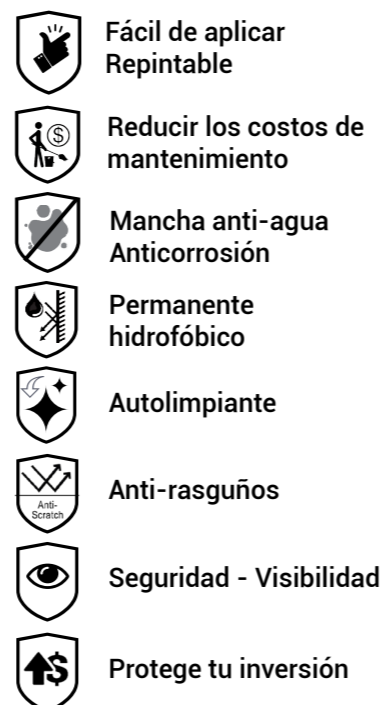 Fácil de aplicar
Repintable
$
Reducir los costos de
mantenimiento
Mancha anti-agua
Anticorrosión
Permanente
hidrofóbico
Autolimpiante
Anti-
Scratch
Anti-rasguños
Seguridad - Visibilidad
$
Protege tu inversión